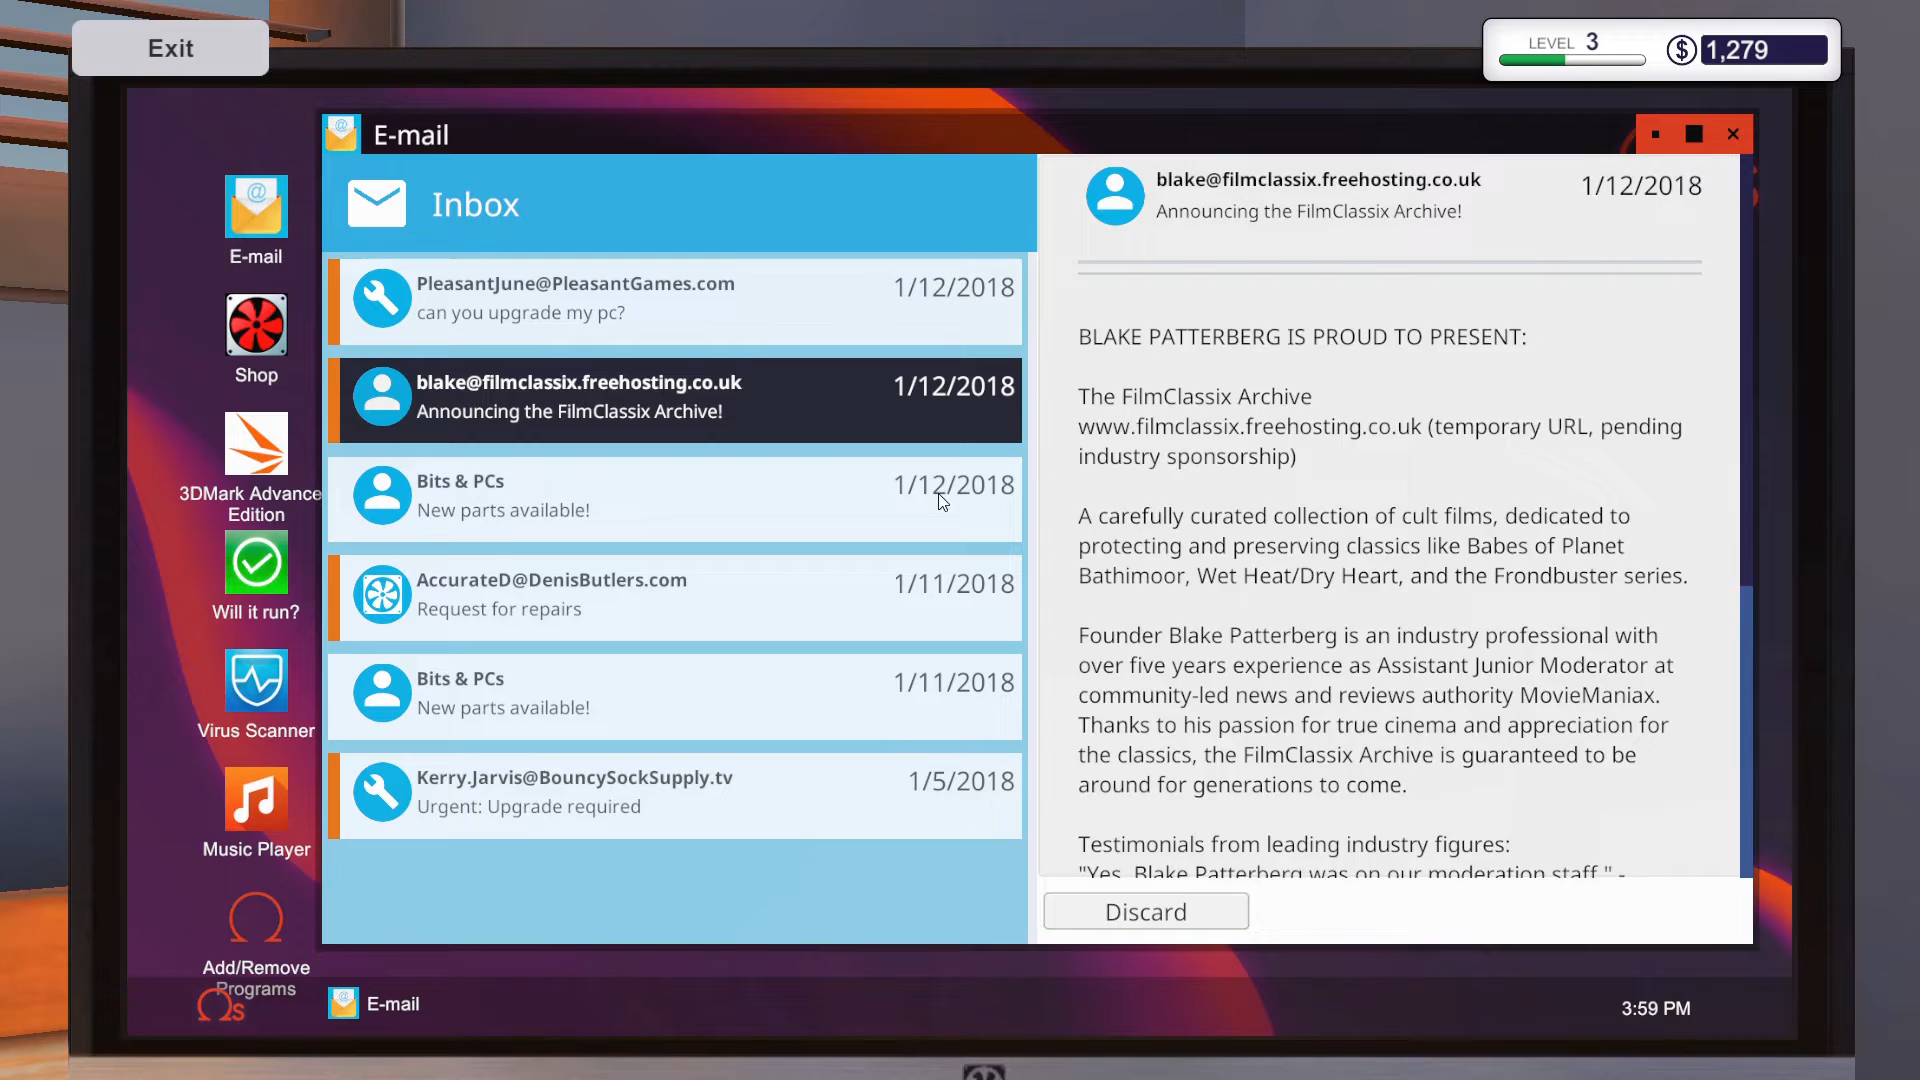 Exit
LEVEL 3
$ 1,279
E-mail
Inbox
PleasantJune@PleasantGames.com
1/12/2018
can you upgrade my pc?
blake@filmclassix.freehosting.co.uk
1/12/2018
Announcing the FilmClassix Archive!
Bits & PCs
1/12/2018
New parts available!
AccurateD@DenisButlers.com
1/11/2018
Request for repairs
Bits & PCs
1/11/2018
New parts available!
Kerry.Jarvis@BouncySockSupply.tv
1/5/2018
Urgent: Upgrade required
blake@filmclassix.freehosting.co.uk
1/12/2018
Announcing the FilmClassix Archive!
BLAKE PATTERBERG IS PROUD TO PRESENT:
The FilmClassix Archive
www.filmclassix.freehosting.co.uk (temporary URL, pending
industry sponsorship)
A carefully curated collection of cult films, dedicated to
protecting and preserving classics like Babes of Planet
Bathimoor, Wet Heat/Dry Heart, and the Frondbuster series.
Founder Blake Patterberg is an industry professional with
over five years experience as Assistant Junior Moderator at
community-led news and reviews authority MovieManiax.
Thanks to his passion for true cinema and appreciation for
the classics, the FilmClassix Archive is guaranteed to be
around for generations to come.
Testimonials from leading industry figures:
"Yes, Blake Patterberg was on our moderation staff." -
Discard
E-mail
Shop
3DMark Advance
Edition
Will it run?
Virus Scanner
Music Player
Add/Remove
Programs
Ωs
E-mail
3:59 PM